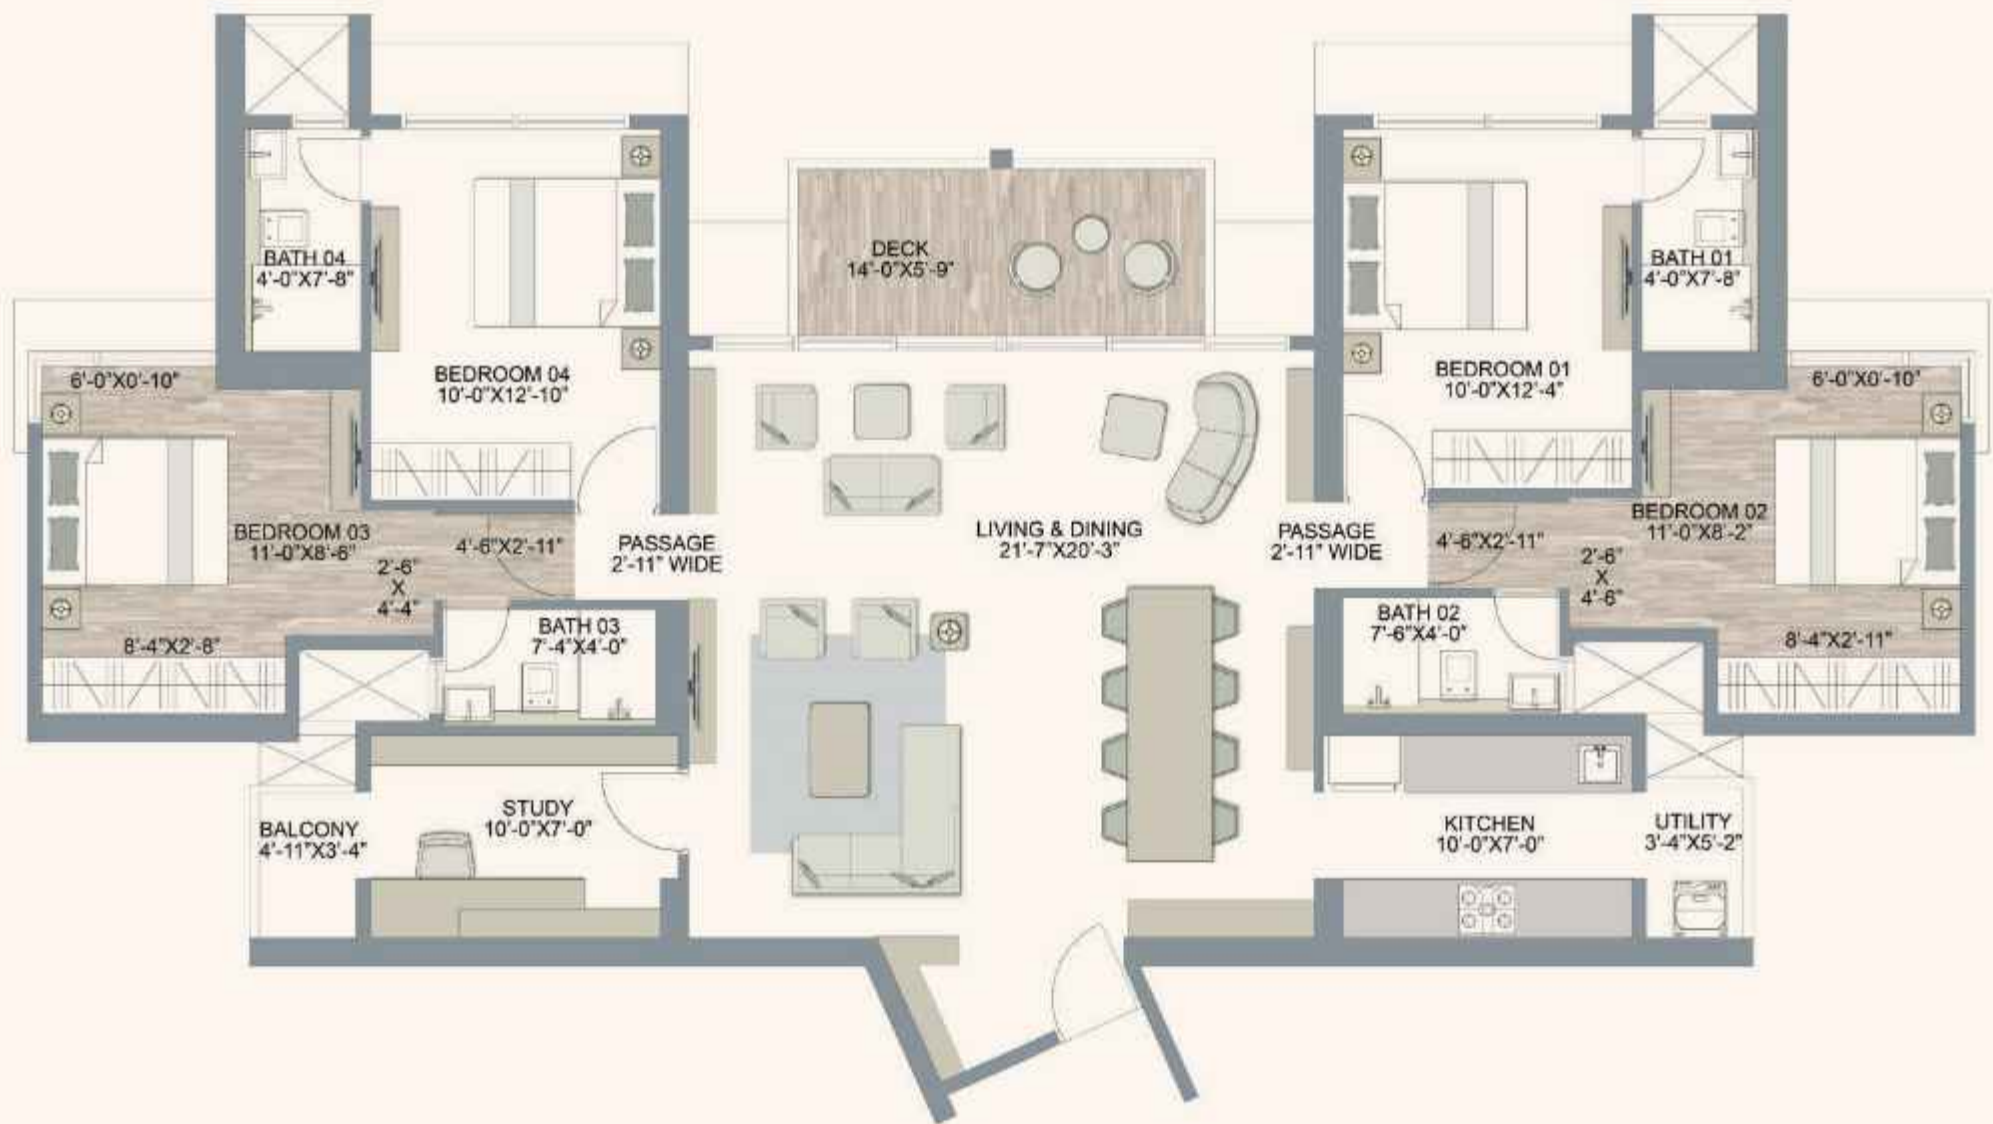 BATH 04
4'-0"X7'-8"
DECK
14'-0"X5'-9"
BATH 01
4'-0"X7'-8"
6'-0"X0'-10"
BEDROOM 04
10'-0"X12'-10"
BEDROOM 01
10'-0"X12'-4"
6'-0"X0'-10"
BEDROOM 03
11'-0"X8'-6"
4'-6"X2'-11"
PASSAGE
2'-11" WIDE
LIVING & DINING
21'-7"X20'-3"
PASSAGE
2'-11" WIDE
4'-6"X2'-11"
BEDROOM 02
11'-0"X8'-2"
2'-6"
X
4'-4"
2'-6"
X
4'-6"
8'-4"X2'-8"
BATH 03
7'-4"X4'-0"
BATH 02
7'-6"X4'-0"
8'-4"X2'-11"
BALCONY
4'-11"X3'-4"
STUDY
10'-0"X7'-0"
KITCHEN
10'-0"X7'-0"
UTILITY
3'-4"X5'-2"